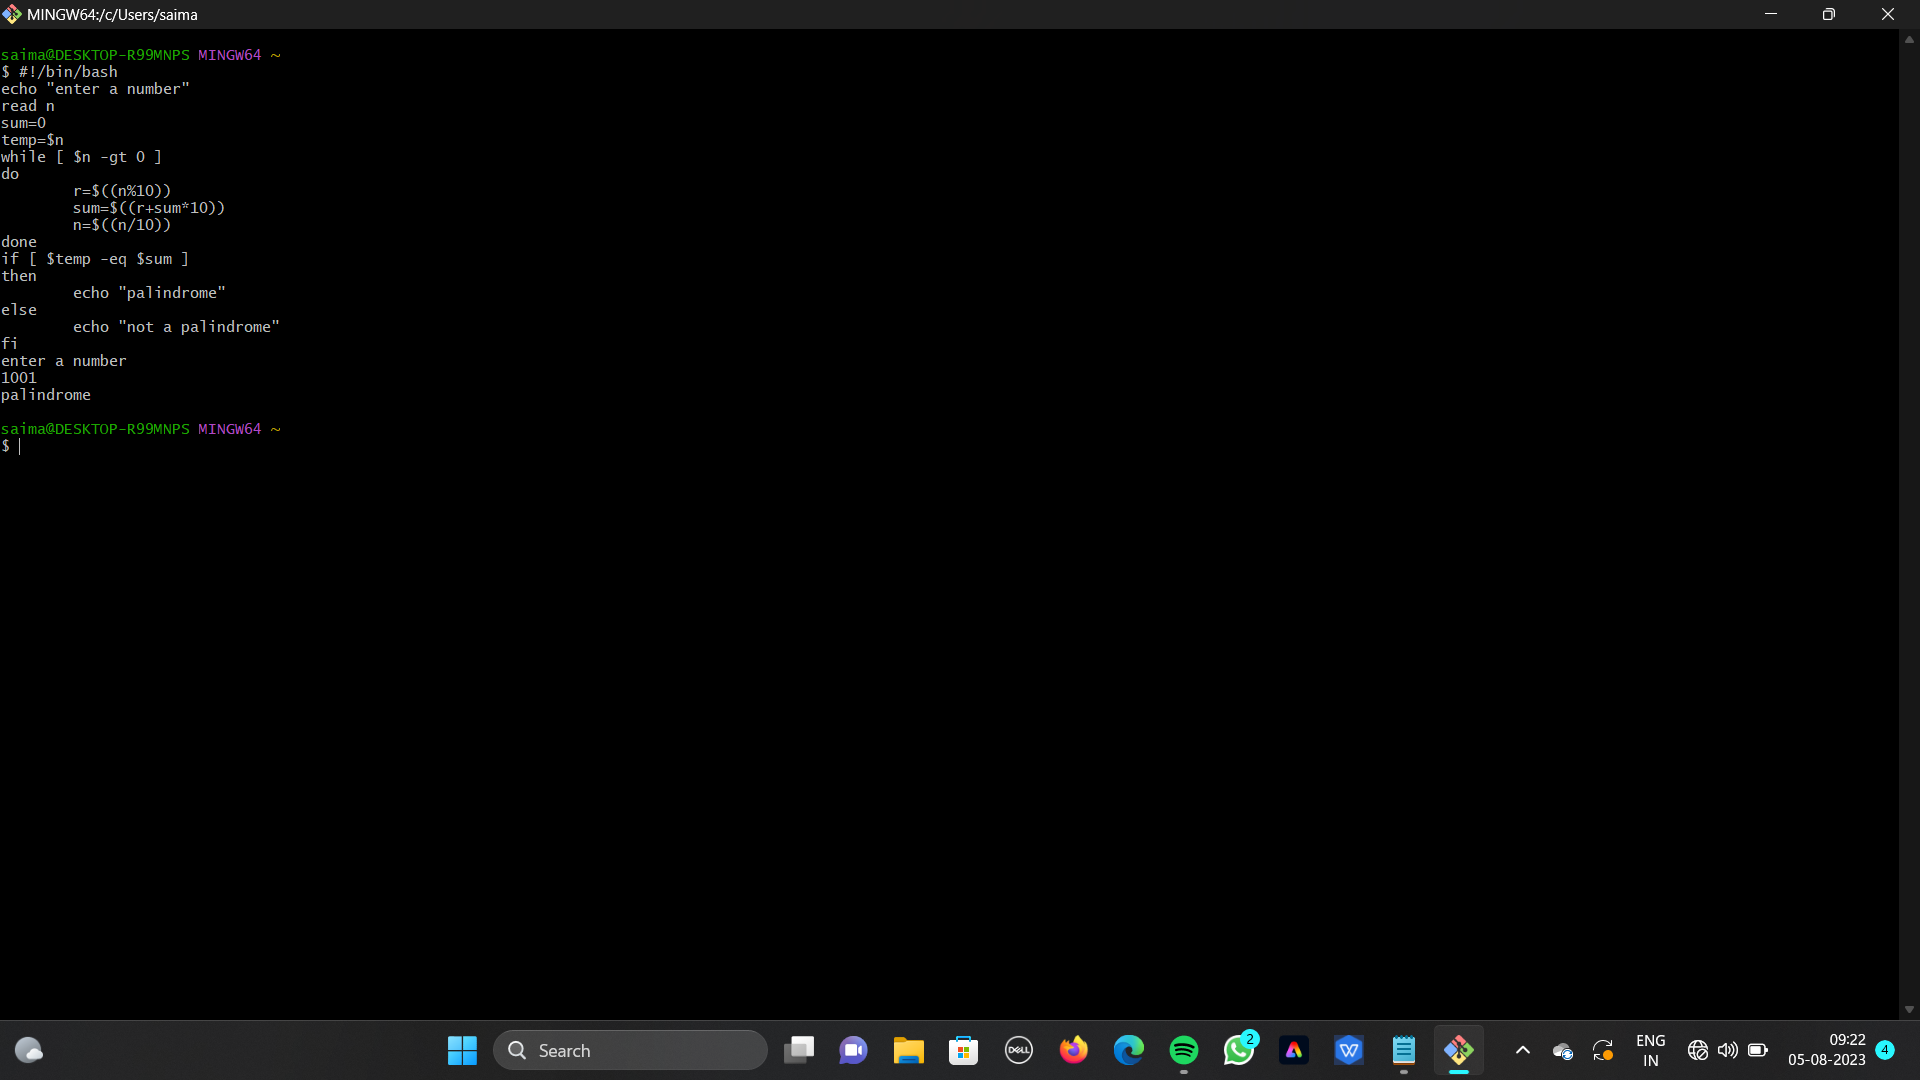 MINGW64:/c/Users/saima
saima@DESKTOP-R99MNPS MINGW64 ~
$ #!/bin/bash
echo "enter a number"
read n
sum=0
temp=$n
while [ $n -gt 0 ]
do
        r=$((n%10))
        sum=$((r+sum*10))
        n=$((n/10))
done
if [ $temp -eq $sum ]
then
        echo "palindrome"
else
        echo "not a palindrome"
fi
enter a number
1001
palindrome
saima@DESKTOP-R99MNPS MINGW64 ~
$
Search
DELL
2
W
ENG
IN
09:22
05-08-2023
4